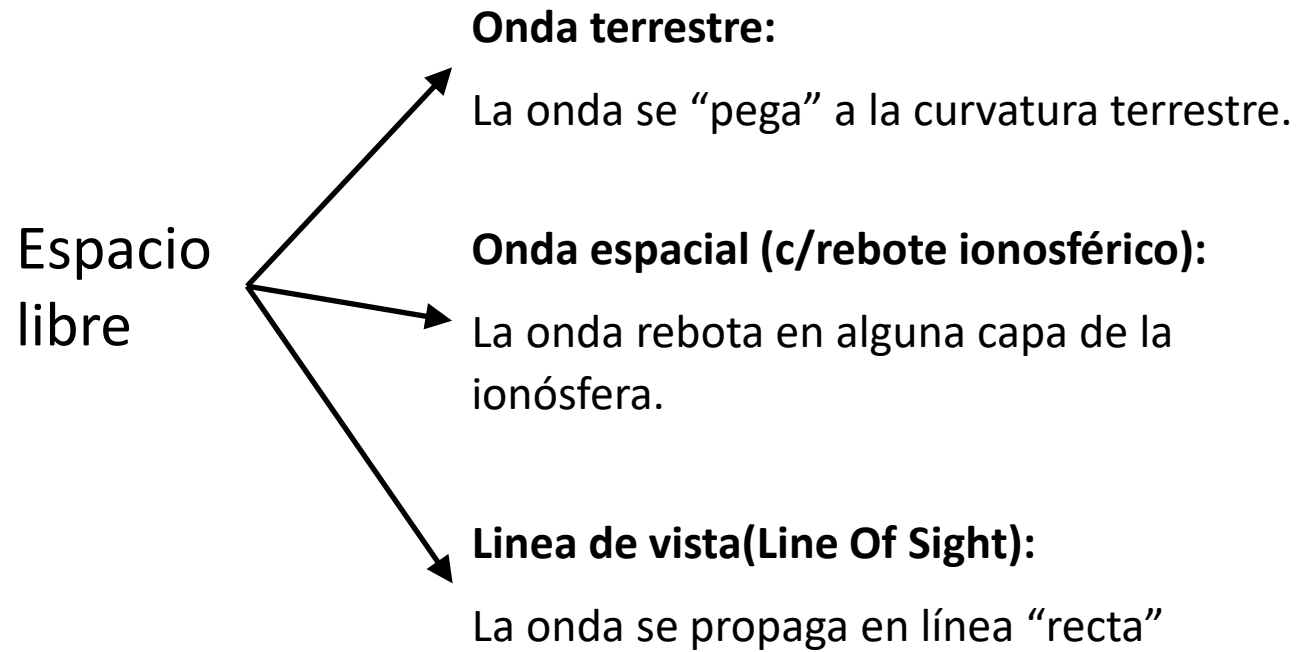 Espacio
libre
Onda terrestre:
La onda se “pega” a la curvatura terrestre.
Onda espacial (c/rebote ionosférico):
La onda rebota en alguna capa de la
ionósfera.
Linea de vista(Line Of Sight):
La onda se propaga en línea “recta”